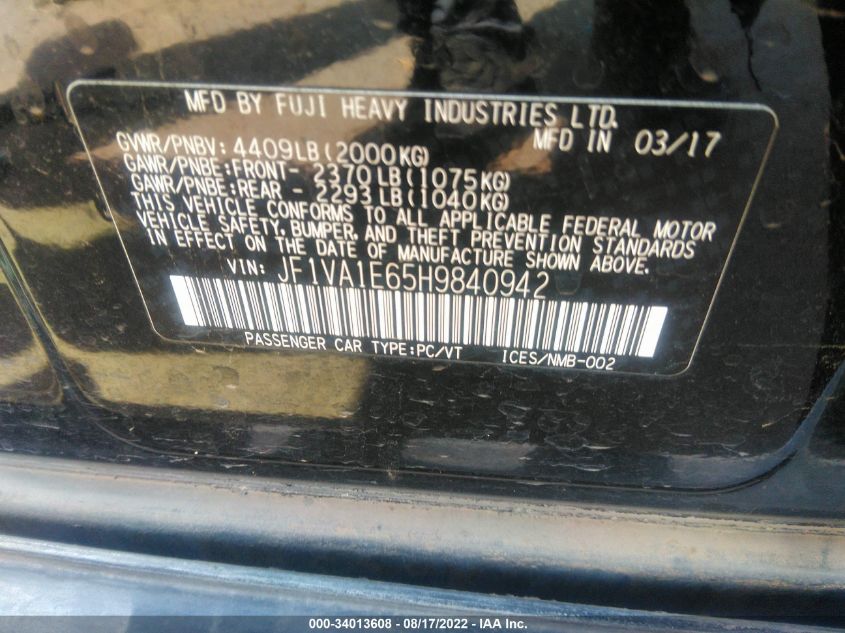 MFD BY FUJI HEAVY INDUSTRIES LTD.
MFD IN 03/17
GVWR/PNBV: 4409LB(2000KG)
GAWR/PNBE:FRONT- 2370LB(1075KG)
GAWR/PNBE:REAR - 2293LB(1040KG)
THIS VEHICLE CONFORMS TO ALL APPLICABLE FEDERAL MOTOR
VEHICLE SAFETY, BUMPER, AND THEFT PREVENTION STANDARDS
IN EFFECT ON THE DATE OF MANUFACTURE SHOWN ABOVE.
VIN: JF1VA1E65H9840942
PASSENGER CAR TYPE:PC/VT ICES/NMB-002
000-34013608 - 08/17/2022 - IAA Inc.